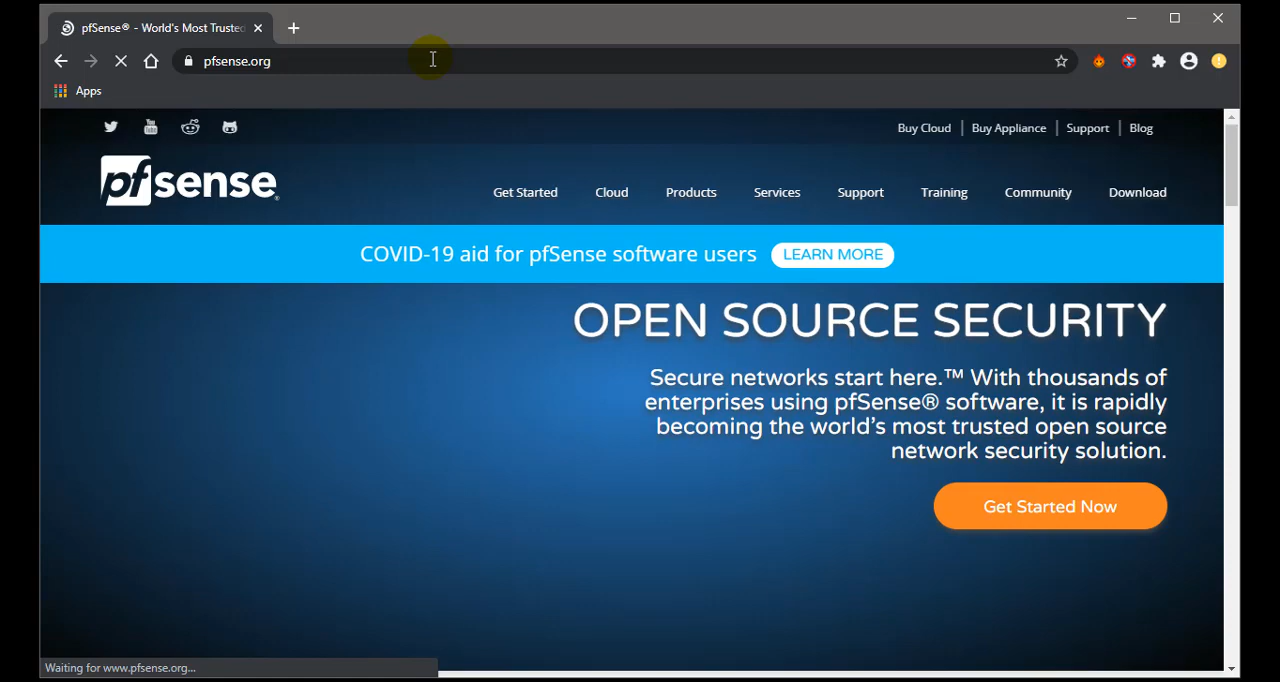 pfSense® - World's Most Trusted
pfsense.org
Apps
Buy Cloud | Buy Appliance | Support | Blog
pfsense
Get Started Cloud Products Services Support Training Community Download
COVID-19 aid for pfSense software users LEARN MORE
OPEN SOURCE SECURITY
Secure networks start here.™ With thousands of
enterprises using pfSense® software, it is rapidly
becoming the world's most trusted open source
network security solution.
Get Started Now
Waiting for www.pfsense.org...